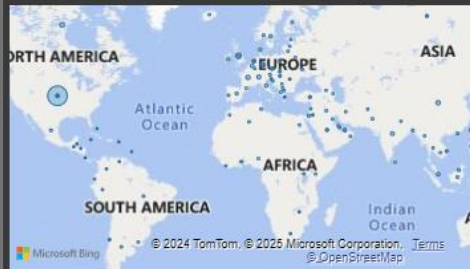 ORTH AMERICA
EUROPE
ASIA
Atlantic
Ocean
AFRICA
SOUTH AMERICA
Indian
Ocean
Microsoft Bing
© 2024 TomTom, © 2025 Microsoft Corporation, Terms
© OpenStreetMap